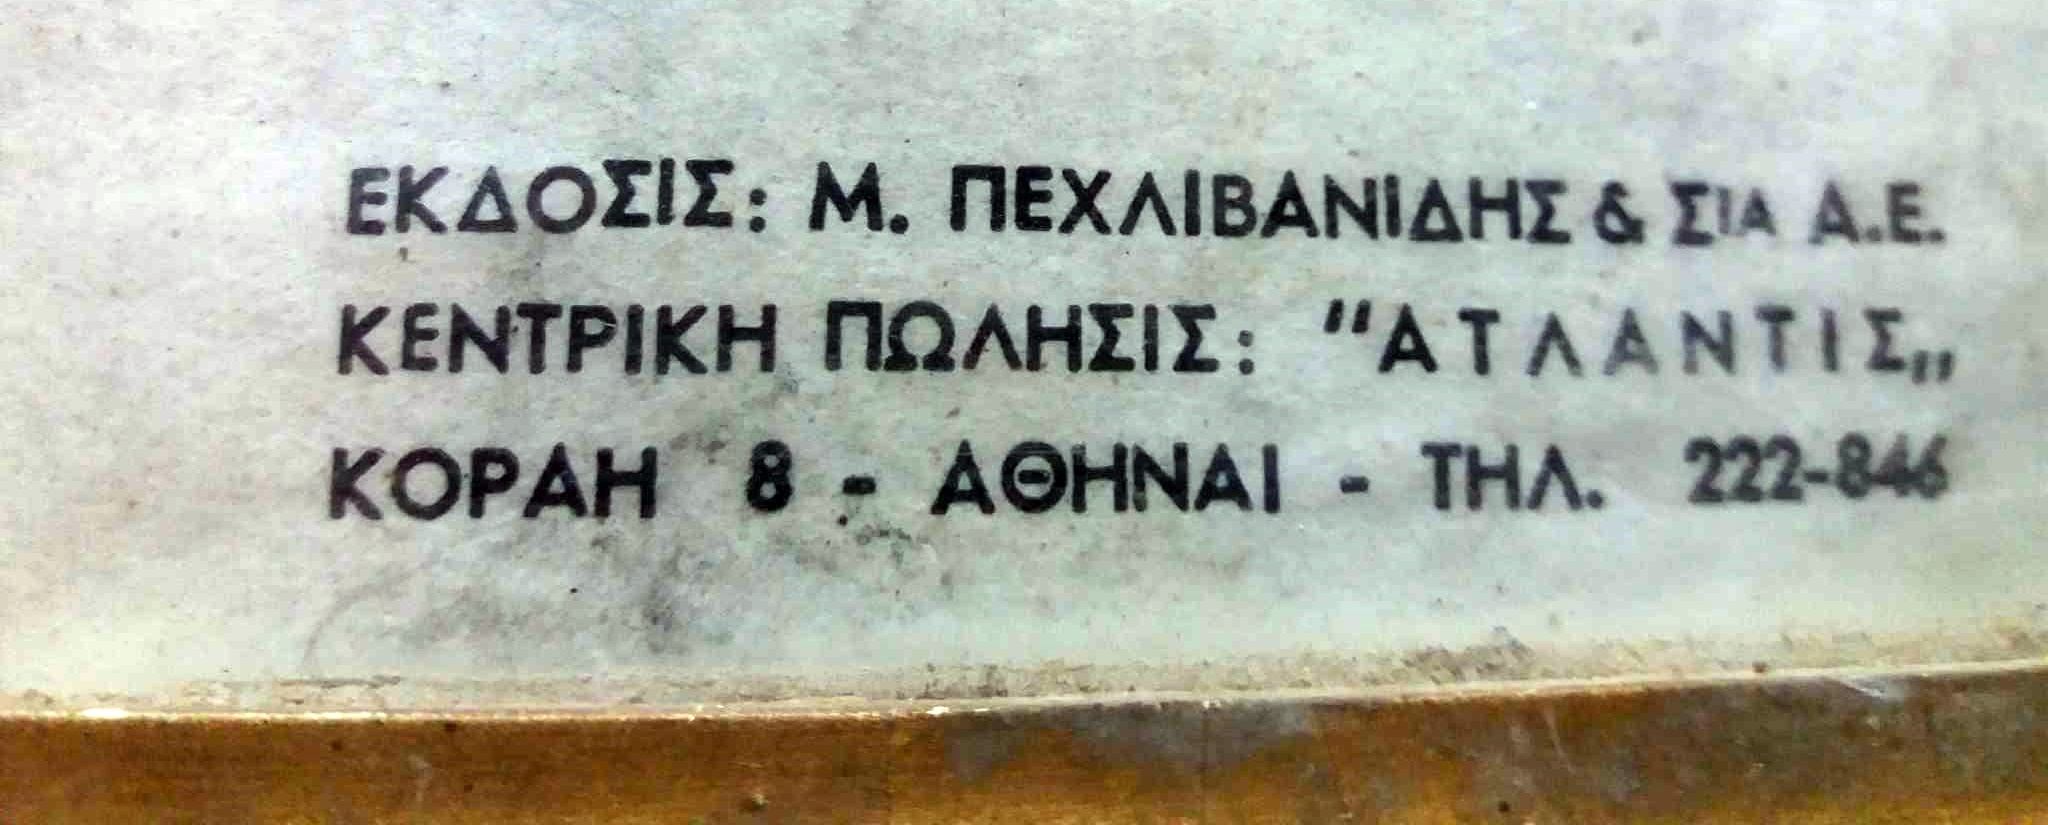 ΕΚΔΟΣΙΣ: Μ. ΠΕΧΛΙΒΑΝΙΔΗΣ & ΣΙΑ Α.Ε.
ΚΕΝΤΡΙΚΗ ΠΩΛΗΣΙΣ: "ΑΤΛΑΝΤΙΣ„
ΚΟΡΑΗ 8 - ΑΘΗΝΑΙ - ΤΗΛ. 222-846